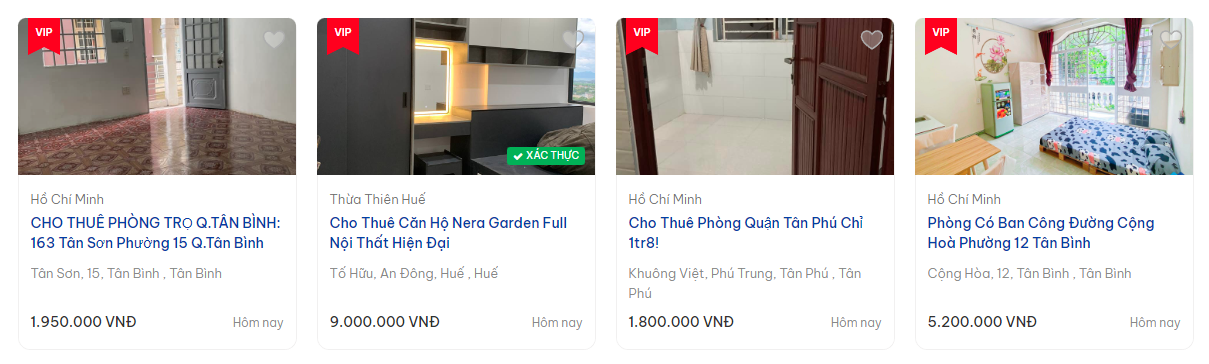 VIP
Hồ Chí Minh
CHO THUÊ PHÒNG TRỌ Q.TÂN BÌNH:
163 Tân Sơn Phường 15 Q.Tân Bình
Tân Sơn, 15, Tân Bình , Tân Bình
1.950.000 VNĐ
Hôm nay
VIP
XÁC THỰC
Thừa Thiên Huế
Cho Thuê Căn Hộ Nera Garden Full
Nội Thất Hiện Đại
Tố Hữu, An Đông, Huế , Huế
9.000.000 VNĐ
Hôm nay
VIP
Hồ Chí Minh
Cho Thuê Phòng Quận Tân Phú Chỉ
1tr8!
Khuông Việt, Phú Trung, Tân Phú , Tân
Phú
1.800.000 VNĐ
Hôm nay
VIP
Hồ Chí Minh
Phòng Có Ban Công Đường Cộng
Hoà Phường 12 Tân Bình
Cộng Hòa, 12, Tân Bình , Tân Bình
5.200.000 VNĐ
Hôm nay